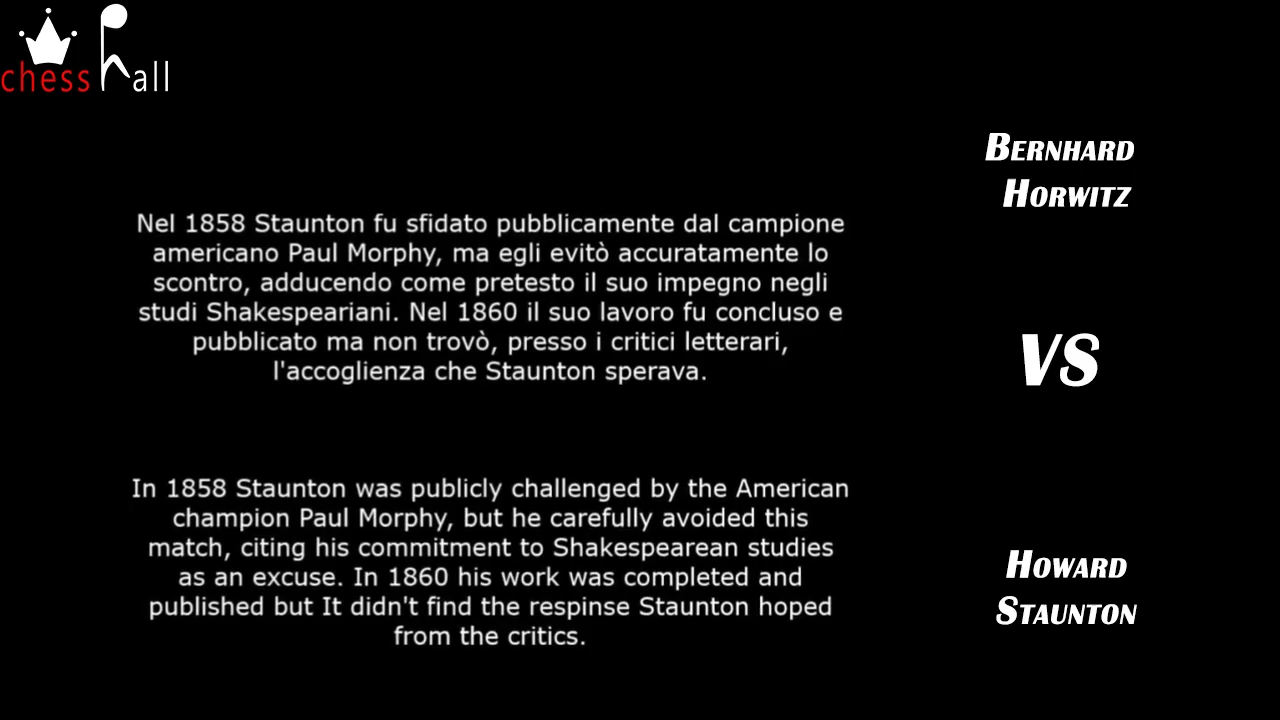 chess hall
Nel 1858 Staunton fu sfidato pubblicamente dal campione
americano Paul Morphy, ma egli evitò accuratamente lo
scontro, adducendo come pretesto il suo impegno negli
studi Shakespeariani. Nel 1860 il suo lavoro fu concluso e
pubblicato ma non trovò, presso i critici letterari,
l'accoglienza che Staunton sperava.
In 1858 Staunton was publicly challenged by the American
champion Paul Morphy, but he carefully avoided this
match, citing his commitment to Shakespearean studies
as an excuse. In 1860 his work was completed and
published but It didn't find the respinse Staunton hoped
from the critics.
BERNHARD
HORWITZ
VS
HOWARD
STAUNTON